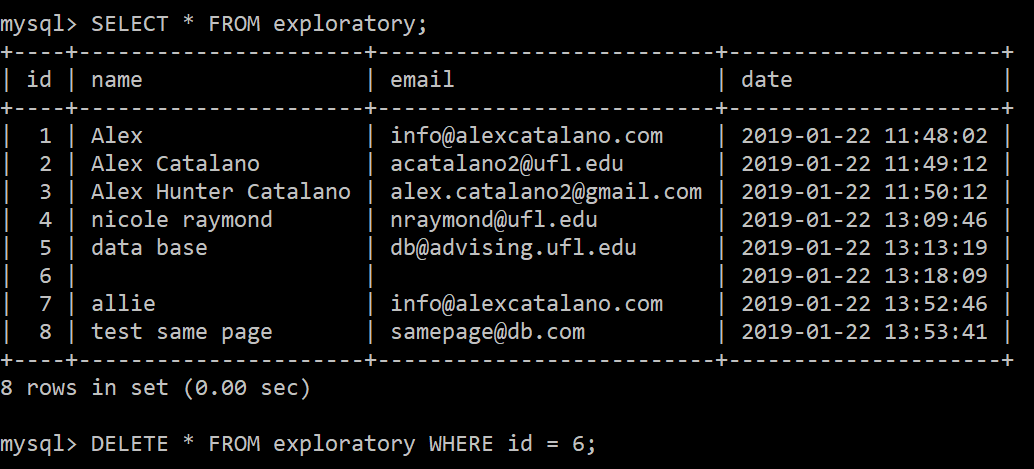 mysql> SELECT * FROM exploratory;
+----+----------------------+---------------------------+---------------------+
| id | name                 | email                     | date                |
+----+----------------------+---------------------------+---------------------+
|  1 | Alex                 | info@alexcatalano.com     | 2019-01-22 11:48:02 |
|  2 | Alex Catalano        | acatalano2@ufl.edu        | 2019-01-22 11:49:12 |
|  3 | Alex Hunter Catalano | alex.catalano2@gmail.com | 2019-01-22 11:50:12 |
|  4 | nicole raymond       | nraymond@ufl.edu          | 2019-01-22 13:09:46 |
|  5 | data base            | db@advising.ufl.edu       | 2019-01-22 13:13:19 |
|  6 |                      |                           | 2019-01-22 13:18:09 |
|  7 | allie                | info@alexcatalano.com     | 2019-01-22 13:52:46 |
|  8 | test same page       | samepage@db.com           | 2019-01-22 13:53:41 |
+----+----------------------+---------------------------+---------------------+
8 rows in set (0.00 sec)
mysql> DELETE * FROM exploratory WHERE id = 6;